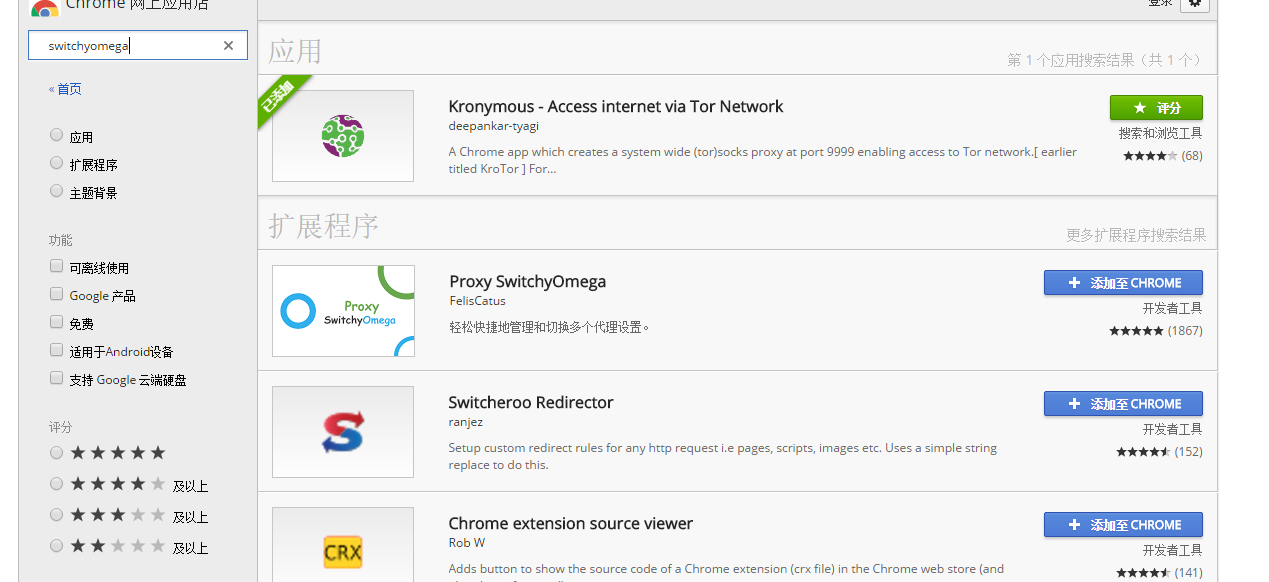 Chrome 网上应用店
登录
switchyomega
« 首页
应用
扩展程序
主题背景
功能
可离线使用
Google 产品
免费
适用于Android设备
支持 Google 云端硬盘
评分
及以上
及以上
及以上
应用
第 1 个应用搜索结果（共 1 个）
已添加
Kronymous - Access internet via Tor Network
deepankar-tyagi
A Chrome app which creates a system wide (tor)socks proxy at port 9999 enabling access to Tor network.[ earlier
titled KroTor ] For...
评分
搜索和浏览工具
(68)
扩展程序
更多扩展程序搜索结果
Proxy
SwitchyOmega
Proxy SwitchyOmega
FelisCatus
轻松快捷地管理和切换多个代理设置。
添加至 CHROME
开发者工具
(1867)
Switcheroo Redirector
ranjez
Setup custom redirect rules for any http request i.e pages, scripts, images etc. Uses a simple string
replace to do this.
添加至 CHROME
开发者工具
(152)
CRX
Chrome extension source viewer
Rob W
Adds button to show the source code of a Chrome extension (crx file) in the Chrome web store (and
添加至 CHROME
开发者工具
(141)